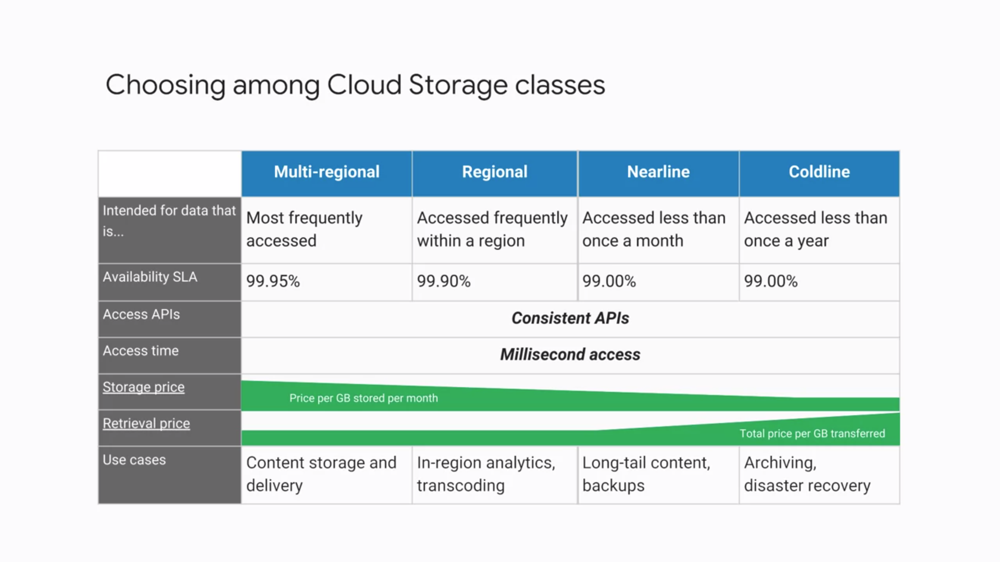 Choosing among Cloud Storage classes
Multi-regional
Regional
Nearline
Coldline
Intended for data that
is...
Most frequently
accessed
Accessed frequently
within a region
Accessed less than
once a month
Accessed less than
once a year
Availability SLA
99.95%
99.90%
99.00%
99.00%
Access APIs
Consistent APIs
Access time
Millisecond access
Storage price
Price per GB stored per month
Retrieval price
Total price per GB transferred
Use cases
Content storage and
delivery
In-region analytics,
transcoding
Long-tail content,
backups
Archiving,
disaster recovery